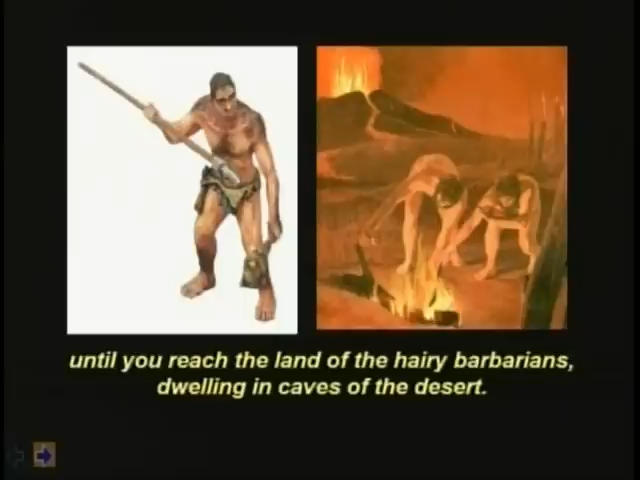 until you reach the land of the hairy barbarians,
dwelling in caves of the desert.